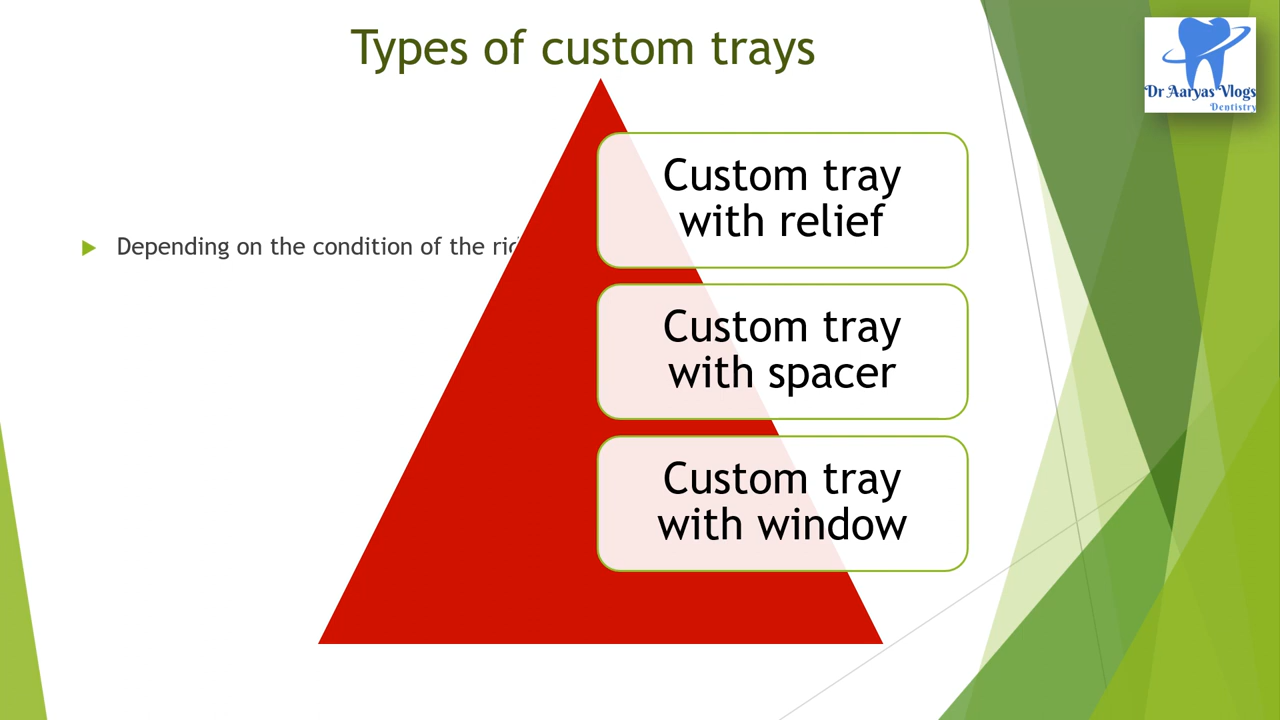 Types of custom trays
Dr Aaryas Vlogs
Dentistry
Custom tray
with relief
Depending on the condition of the
Custom tray
with spacer
Custom tray
with window